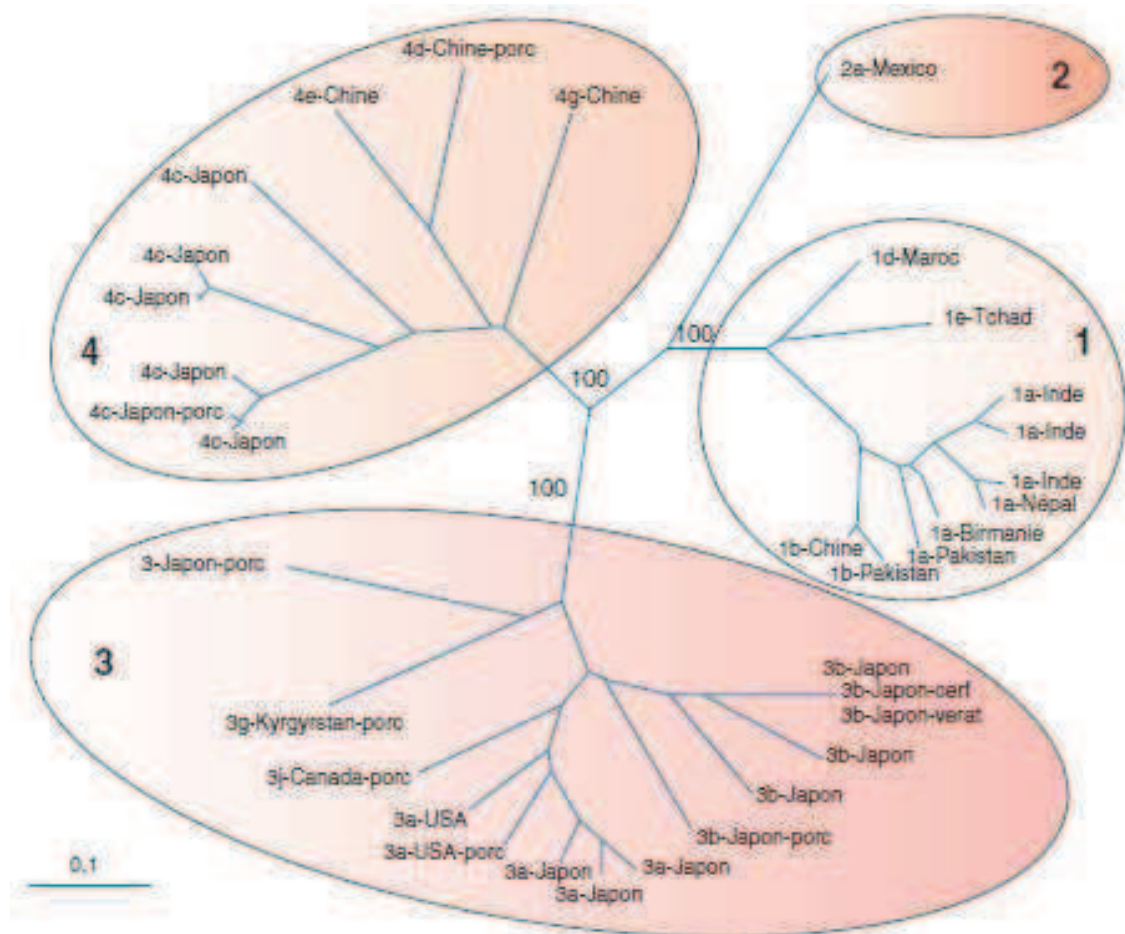 4d-Chine-porc
4e-Chine
4g-Chine
4c-Japon
4c-Japon
4c-Japon
4c-Japon
4c-Japon-porc
4c-Japon
4
2a-Mexico
2
1d-Maroc
1e-Tchad
1
1a-Inde
1a-Inde
1a-Inde
1a-Népal
1a-Birmanie
1a-Pakistan
1b-Chine
1b-Pakistan
100
100
100
3-Japon-porc
3
3g-Kyrgyrstan-porc
3j-Canada-porc
3a-USA
3a-USA-porc
3a-Japon
3a-Japon
3a-Japon
3b-Japon
3b-Japon-cerf
3b-Japon-verat
3b-Japon
3b-Japon
3b-Japon-porc
0,1